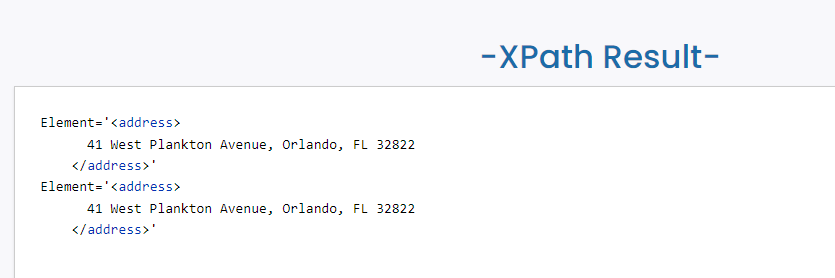 -XPath Result-
Element='<address>
41 West Plankton Avenue, Orlando, FL 32822
</address>'
Element='<address>
41 West Plankton Avenue, Orlando, FL 32822
</address>'